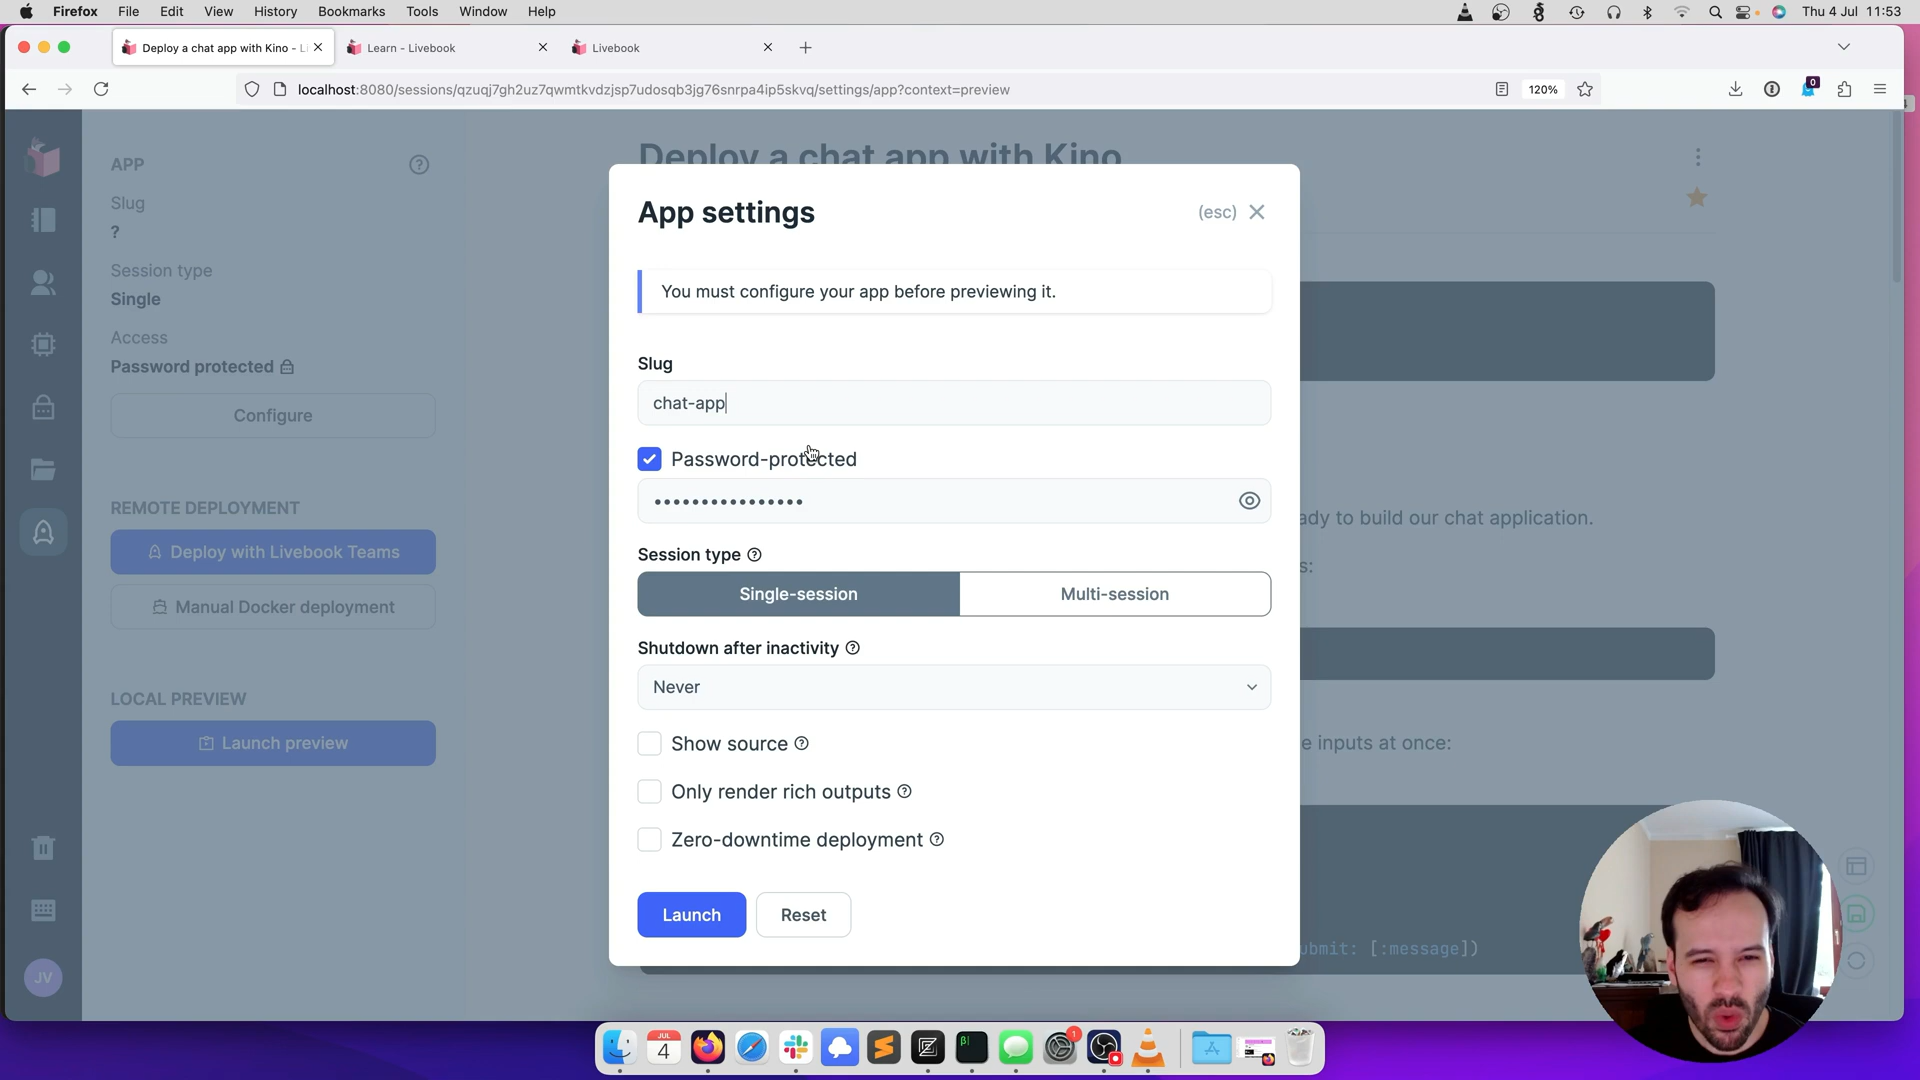 Firefox File Edit View History Bookmarks Tools Window Help Thu 4 Jul 11:53
Deploy a chat app with Kino - Li
Learn - Livebook
Livebook
localhost:8080/sessions/qzuqj7gh2uz7qwmtkvdzjsp7udosqb3jg76snrpa4ip5skvq/settings/app?context=preview
120%
0
APP
Slug
?
Session type
Single
Access
Password protected
Configure
REMOTE DEPLOYMENT
Deploy with Livebook Teams
Manual Docker deployment
LOCAL PREVIEW
Launch preview
JV
Deploy a chat app with Kino
App settings
(esc)
You must configure your app before previewing it.
Slug
chat-app
Password-protected
••••••••••••••••
Session type
Single-session
Multi-session
Shutdown after inactivity
Never
Show source
Only render rich outputs
Zero-downtime deployment
Launch
Reset
ady to build our chat application.
s:
e inputs at once:
ubmit: [:message])
JUL
4
1